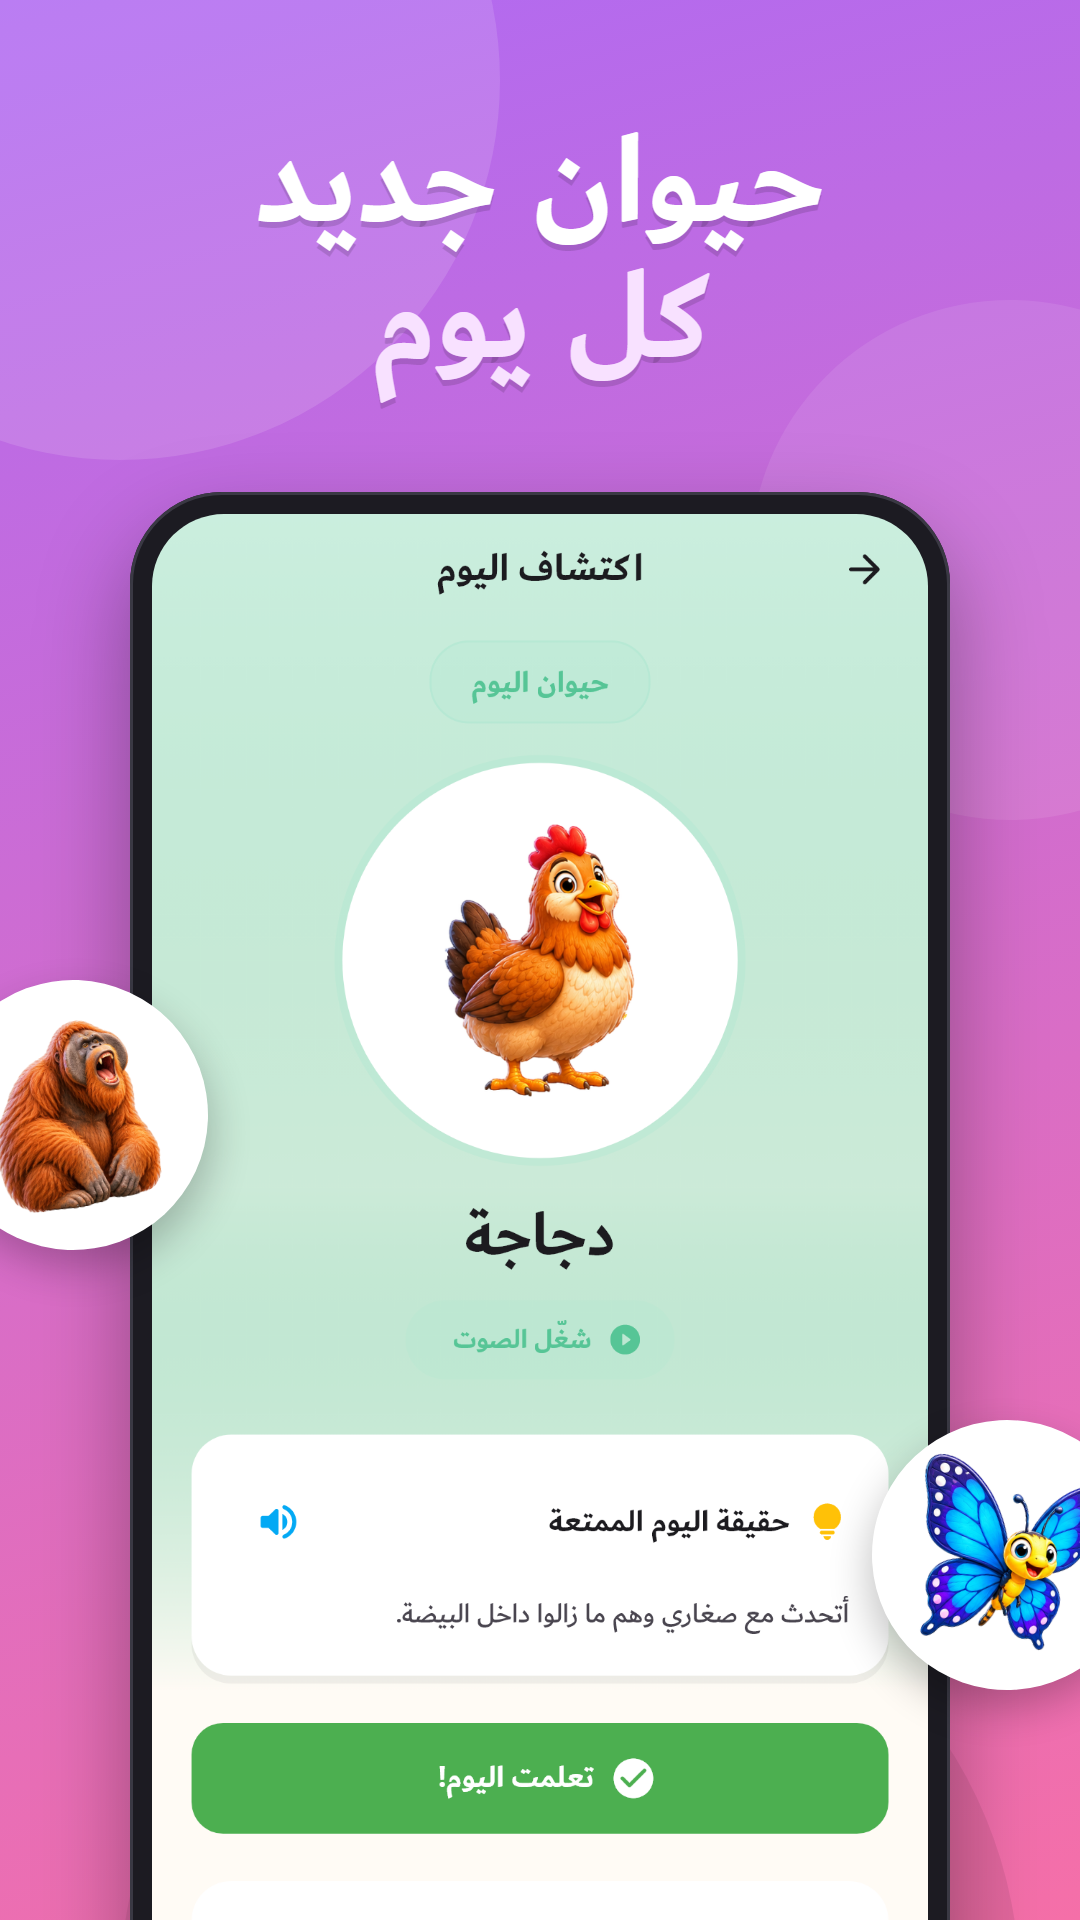 حيوان جديد
كل يوم
اكتشاف اليوم
حيوان اليوم
دجاجة
شغّل الصوت
حقيقة اليوم الممتعة
أتحدث مع صغاري وهم ما زالوا داخل البيضة.
تعلمت اليوم!